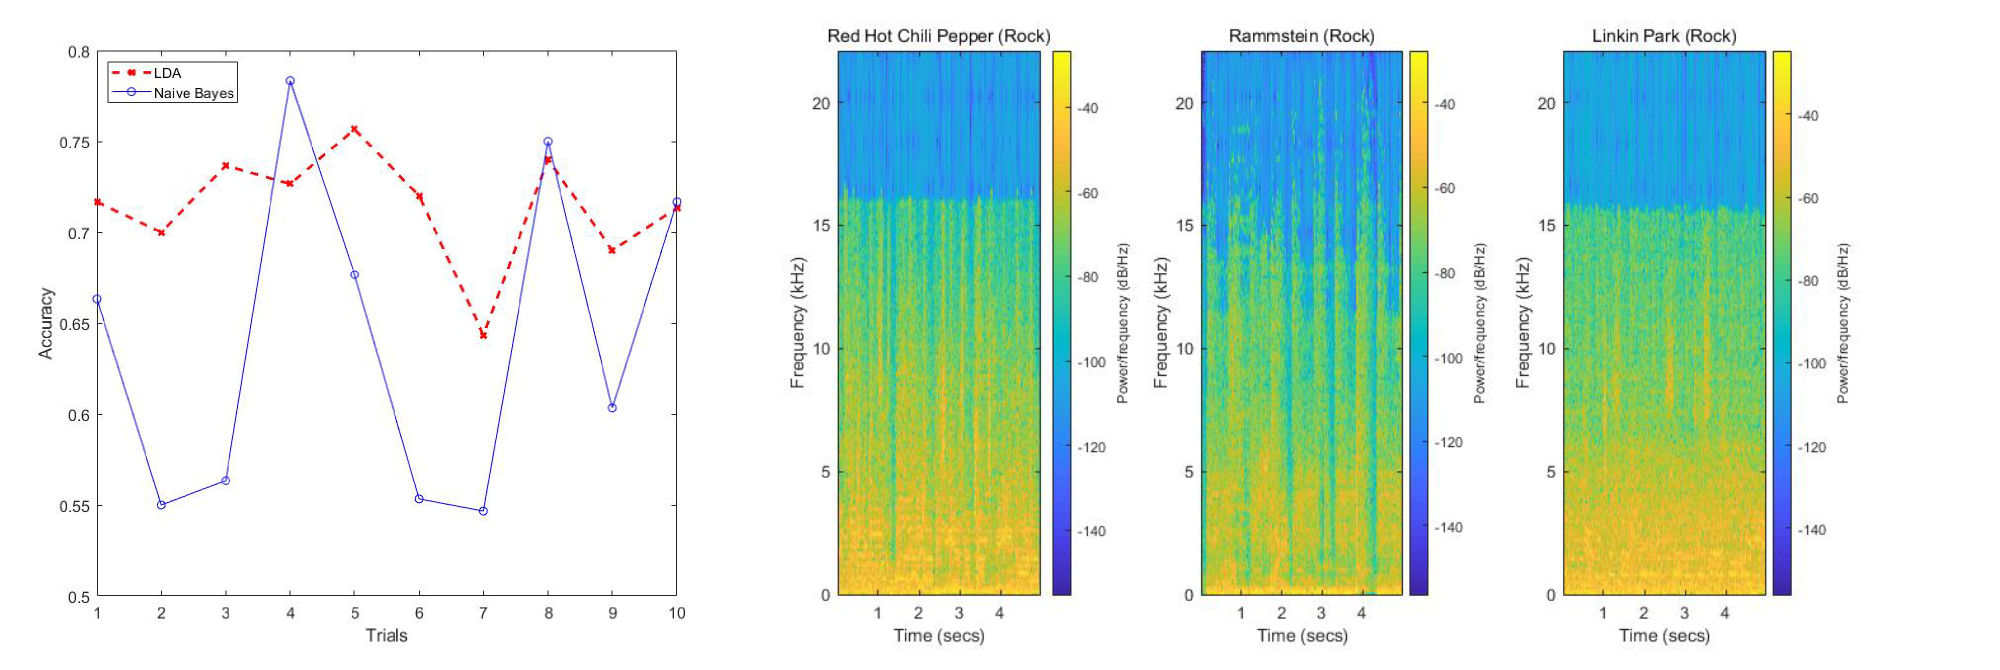 LDA
Naive Bayes
0.8
0.75
0.7
0.65
0.6
0.55
0.5
Accuracy
1 2 3 4 5 6 7 8 9 10
Trials
Red Hot Chili Pepper (Rock)
20
15
10
5
0
Frequency (kHz)
1 2 3 4
Time (secs)
-40
-60
-80
-100
-120
-140
Power/frequency (dB/Hz)
Rammstein (Rock)
20
15
10
5
0
Frequency (kHz)
1 2 3 4
Time (secs)
-40
-60
-80
-100
-120
-140
Power/frequency (dB/Hz)
Linkin Park (Rock)
20
15
10
5
0
Frequency (kHz)
1 2 3 4
Time (secs)
-40
-60
-80
-100
-120
-140
Power/frequency (dB/Hz)